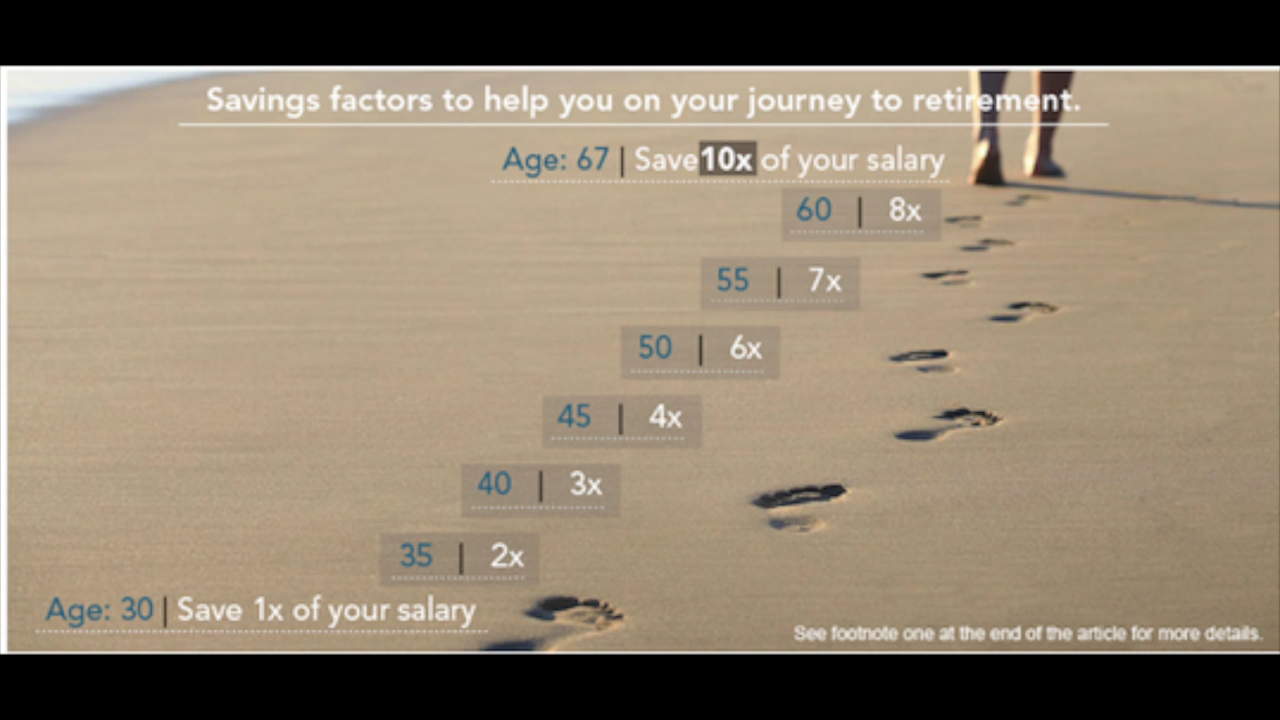 Savings factors to help you on your journey to retirement.
Age: 67 | Save 10x of your salary
60 | 8x
55 | 7x
50 | 6x
45 | 4x
40 | 3x
35 | 2x
Age: 30 | Save 1x of your salary
See footnote one at the end of the article for more details.